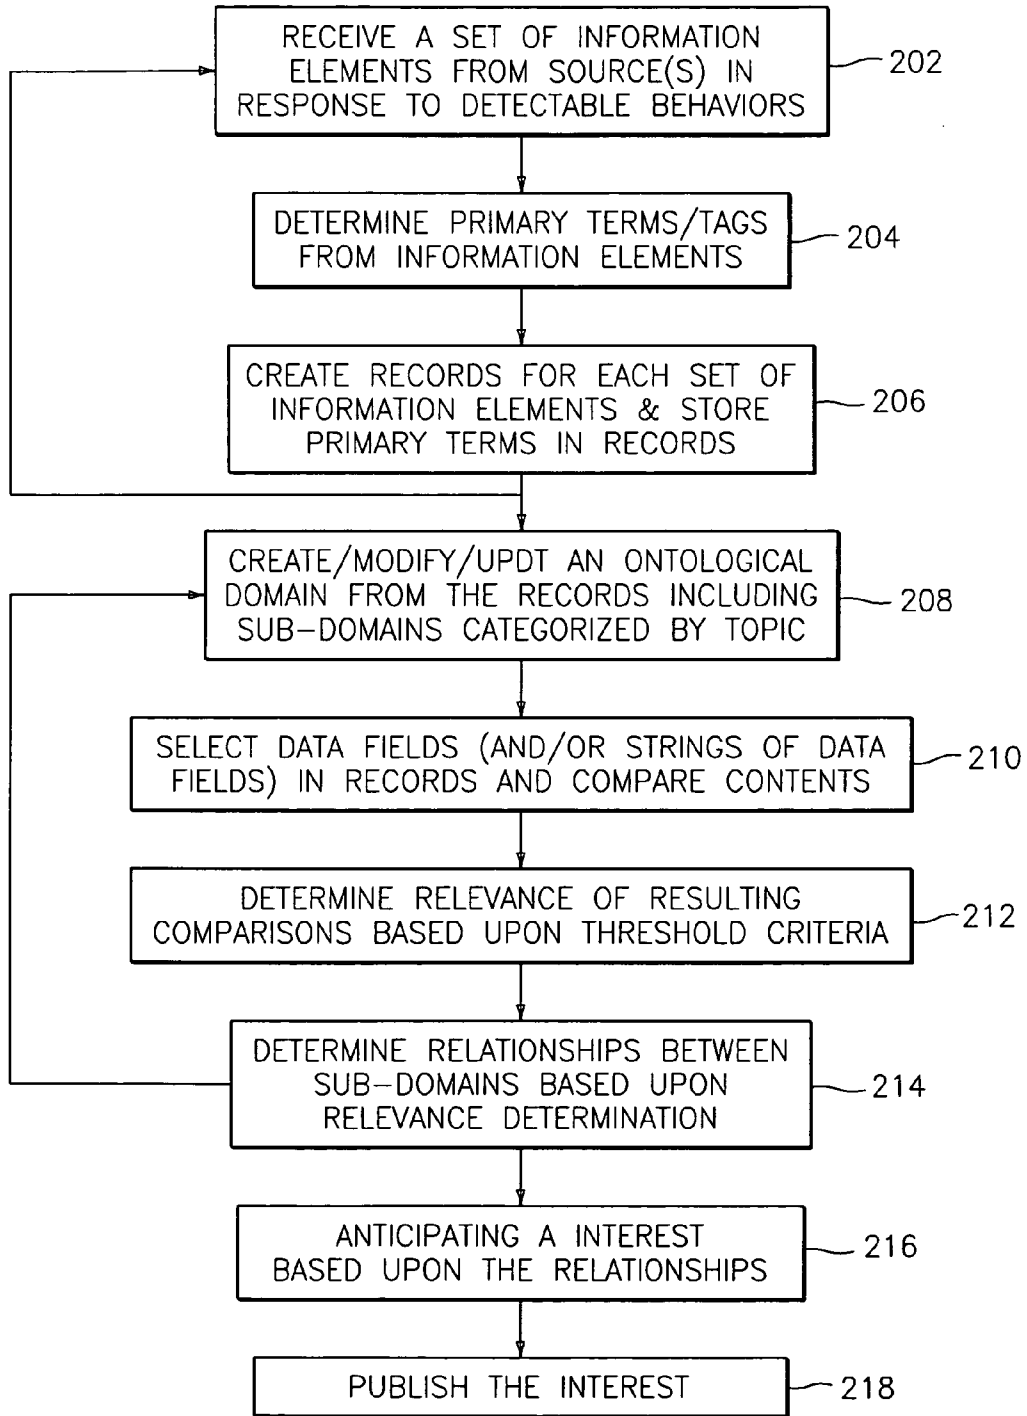 RECEIVE A SET OF INFORMATION
ELEMENTS FROM SOURCE(S) IN
RESPONSE TO DETECTABLE BEHAVIORS
202
DETERMINE PRIMARY TERMS/TAGS
FROM INFORMATION ELEMENTS
204
CREATE RECORDS FOR EACH SET OF
INFORMATION ELEMENTS & STORE
PRIMARY TERMS IN RECORDS
206
CREATE/MODIFY/UPDT AN ONTOLOGICAL
DOMAIN FROM THE RECORDS INCLUDING
SUB-DOMAINS CATEGORIZED BY TOPIC
208
SELECT DATA FIELDS (AND/OR STRINGS OF DATA
FIELDS) IN RECORDS AND COMPARE CONTENTS
210
DETERMINE RELEVANCE OF RESULTING
COMPARISONS BASED UPON THRESHOLD CRITERIA
212
DETERMINE RELATIONSHIPS BETWEEN
SUB-DOMAINS BASED UPON
RELEVANCE DETERMINATION
214
ANTICIPATING A INTEREST
BASED UPON THE RELATIONSHIPS
216
PUBLISH THE INTEREST
218